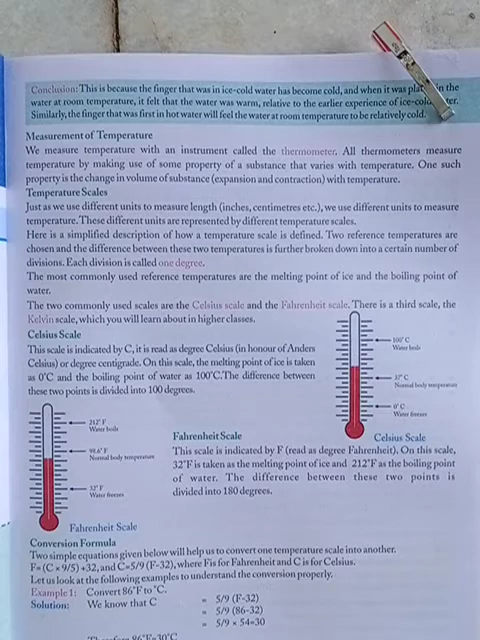 Conclusion: This is because the finger that was in ice-cold water has become cold, and when it was in the
water at room temperature, it felt that the water was warm, relative to the earlier experience of ice-cold
Similarly, the finger that was first in hot water will feel the water at room temperature to be relatively cold.
Measurement of Temperature
We measure temperature with an instrument called the thermometer. All thermometers measure
temperature by making use of some property of a substance that varies with temperature. One such
property is the change in volume of substance (expansion and contraction) with temperature.
Temperature Scales
Just as we use different units to measure length (inches, centimetres etc.), we use different units to measure
temperature. These different units are represented by different temperature scales.
Here is a simplified description of how a temperature scale is defined. Two reference temperatures are
chosen and the difference between these two temperatures is further broken down into a certain number of
divisions. Each division is called one degree.
The most commonly used reference temperatures are the melting point of ice and the boiling point of
water.
The two commonly used scales are the Celsius scale and the Fahrenheit scale. There is a third scale, the
Kelvin scale, which you will learn about in higher classes.
Celsius Scale
This scale is indicated by C, it is read as degree Celsius (in honour of Anders
Celsius) or degree centigrade. On this scale, the melting point of ice is taken
as 0°C and the boiling point of water as 100°C. The difference between
these two points is divided into 100 degrees.
100° C
Water boils
37° C
Normal body temperature
0° C
Water freezes
Celsius Scale
212° F
Water boils
98.6° F
Normal body temperature
32° F
Water freezes
Fahrenheit Scale
Fahrenheit Scale
This scale is indicated by F (read as degree Fahrenheit). On this scale,
32°F is taken as the melting point of ice and 212°F as the boiling point
of water. The difference between these two points is
divided into 180 degrees.
Conversion Formula
Two simple equations given below will help us to convert one temperature scale into another.
F= (C × 9/5) +32, and C=5/9 (F-32), where F is for Fahrenheit and C is for Celsius.
Let us look at the following examples to understand the conversion properly.
Example 1: Convert 86°F to °C.
Solution: We know that C = 5/9 (F-32)
= 5/9 (86-32)
= 5/9 × 54=30
86°F=30°C